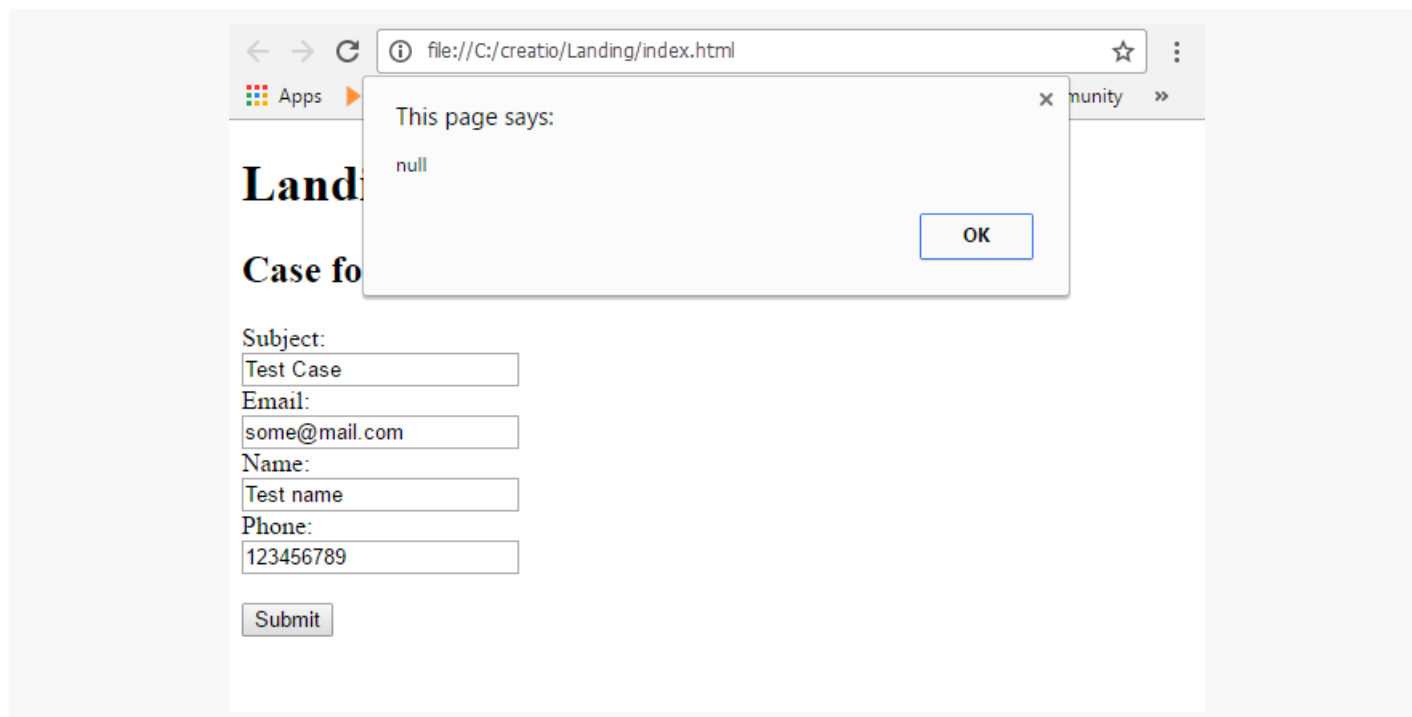 file://C:/creatio/Landing/index.html
Apps
munity »
This page says:
null
OK
Landi
Case fo
Subject:
Test Case
Email:
some@mail.com
Name:
Test name
Phone:
123456789
Submit